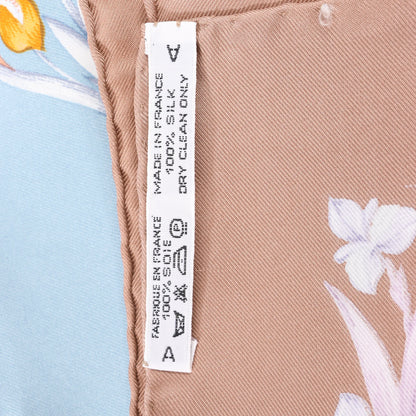 A
MADE IN FRANCE
100% SILK
DRY CLEAN ONLY
FABRIQUE EN FRANCE
100% SOIE
P
A